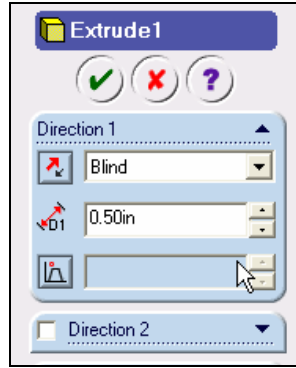 Extrude1
?
Direction 1
Blind
D1 0.50in
Direction 2